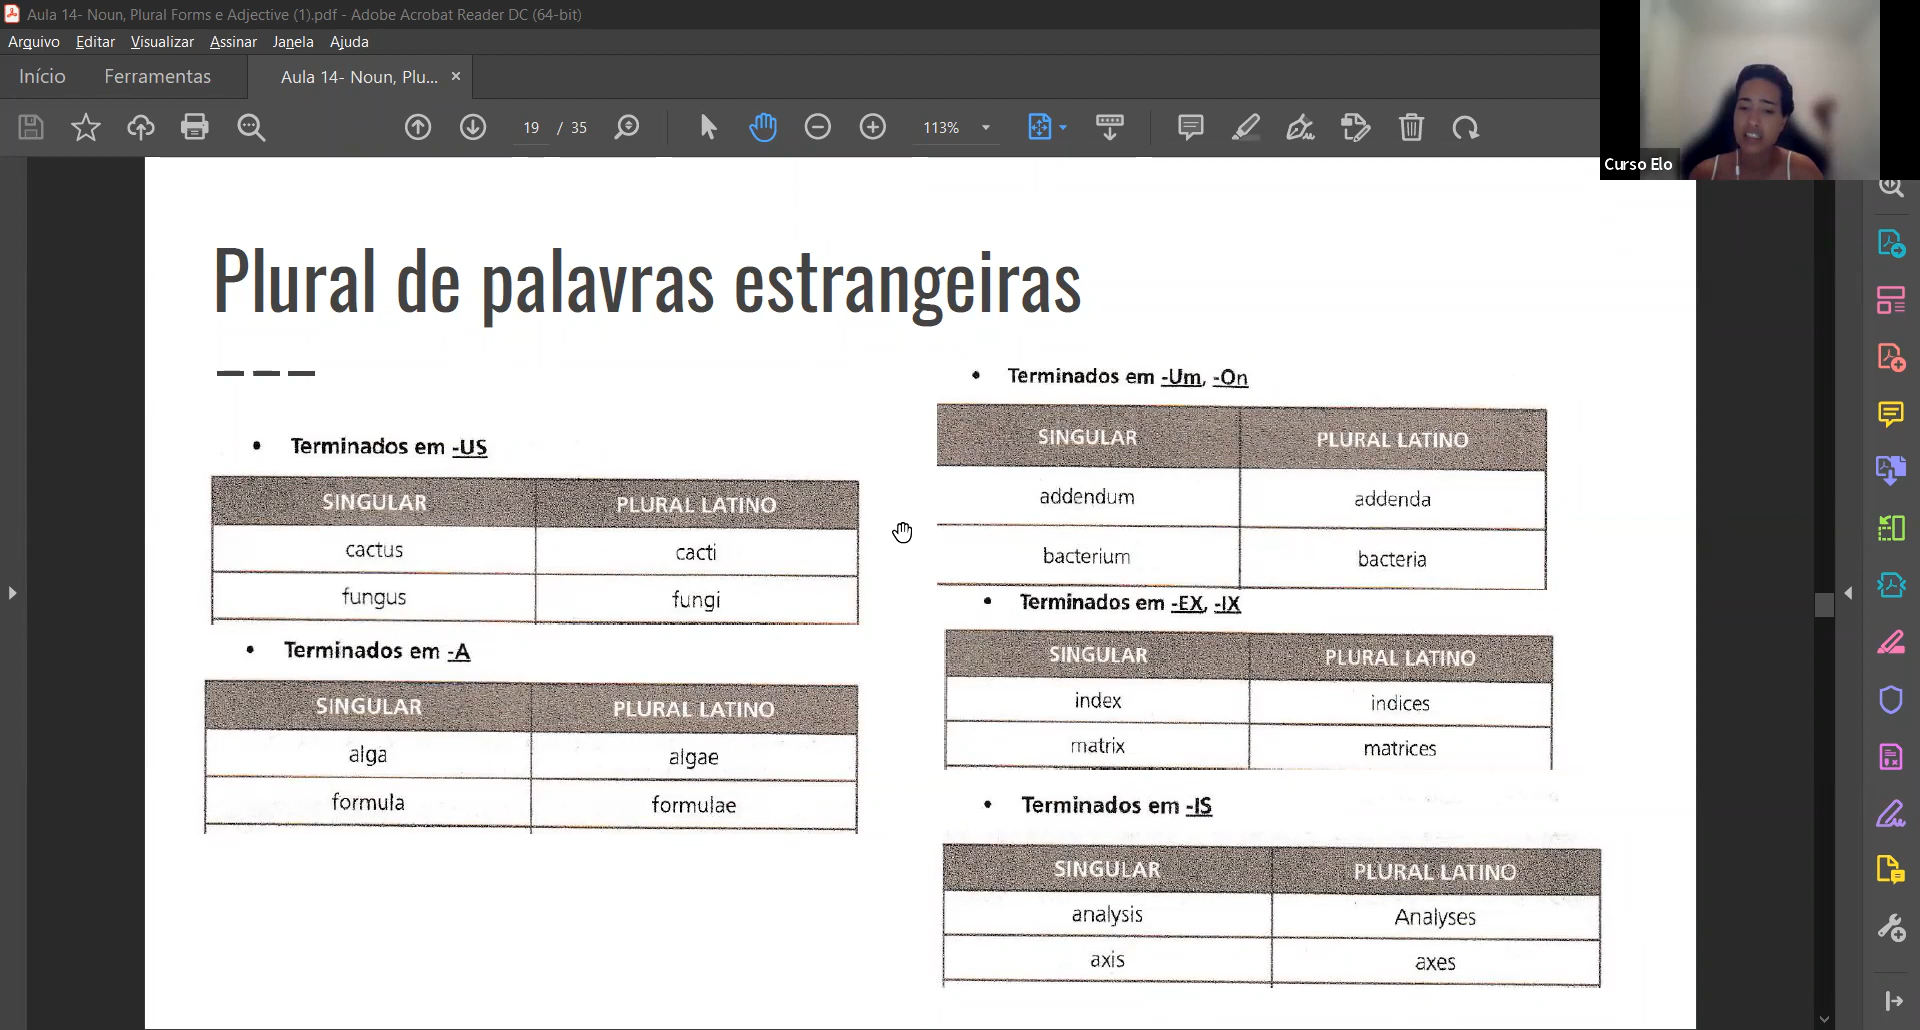 Aula 14- Noun, Plural Forms e Adjective (1).pdf - Adobe Acrobat Reader DC (64-bit)
Arquivo Editar Visualizar Assinar Janela Ajuda
Início Ferramentas Aula 14- Noun, Plu... ×
19 / 35 113%
Curso Elo
Plural de palavras estrangeiras
• Terminados em -US
SINGULAR PLURAL LATINO
cactus cacti
fungus fungi
• Terminados em -A
SINGULAR PLURAL LATINO
alga algae
formula formulae
• Terminados em -Um, -On
SINGULAR PLURAL LATINO
addendum addenda
bacterium bacteria
• Terminados em -EX, -IX
SINGULAR PLURAL LATINO
index indices
matrix matrices
• Terminados em -IS
SINGULAR PLURAL LATINO
analysis Analyses
axis axes